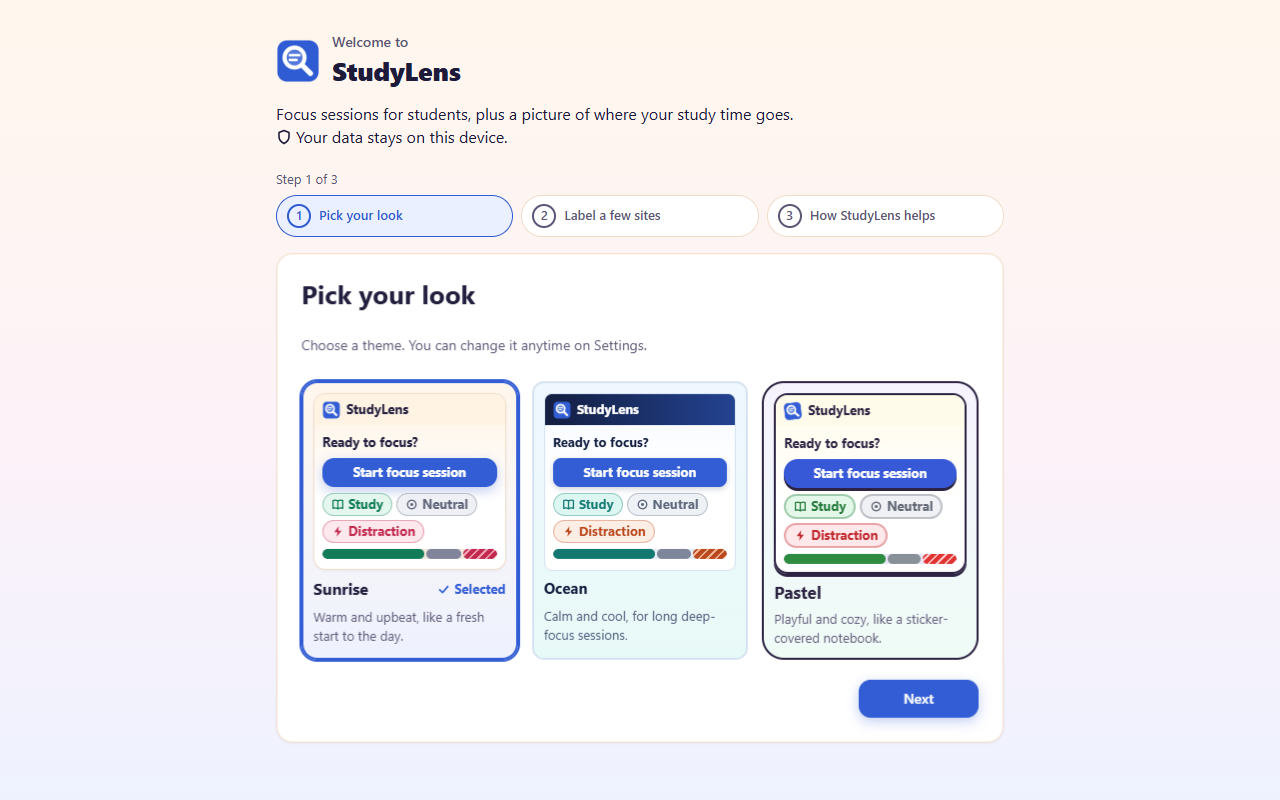 Welcome to
StudyLens
Focus sessions for students, plus a picture of where your study time goes.
Your data stays on this device.
Step 1 of 3
1 Pick your look
2 Label a few sites
3 How StudyLens helps
Pick your look
Choose a theme. You can change it anytime on Settings.
StudyLens
Ready to focus?
Start focus session
Study Neutral
Distraction
Sunrise Selected
Warm and upbeat, like a fresh
start to the day.
StudyLens
Ready to focus?
Start focus session
Study Neutral
Distraction
Ocean
Calm and cool, for long deep-
focus sessions.
StudyLens
Ready to focus?
Start focus session
Study Neutral
Distraction
Pastel
Playful and cozy, like a sticker-
covered notebook.
Next